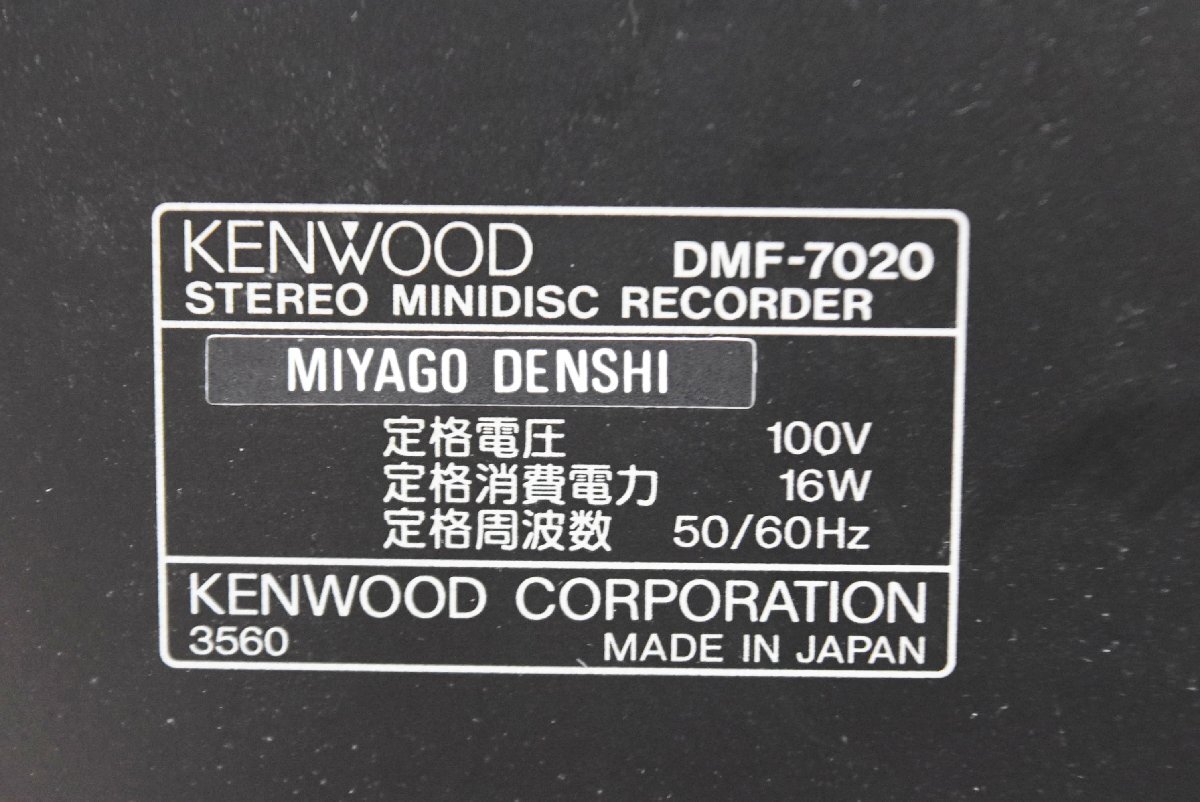 KENWOOD DMF-7020
STEREO MINIDISC RECORDER
MIYAGO DENSHI
定格電圧 100V
定格消費電力 16W
定格周波数 50/60Hz
KENWOOD CORPORATION
3560 MADE IN JAPAN